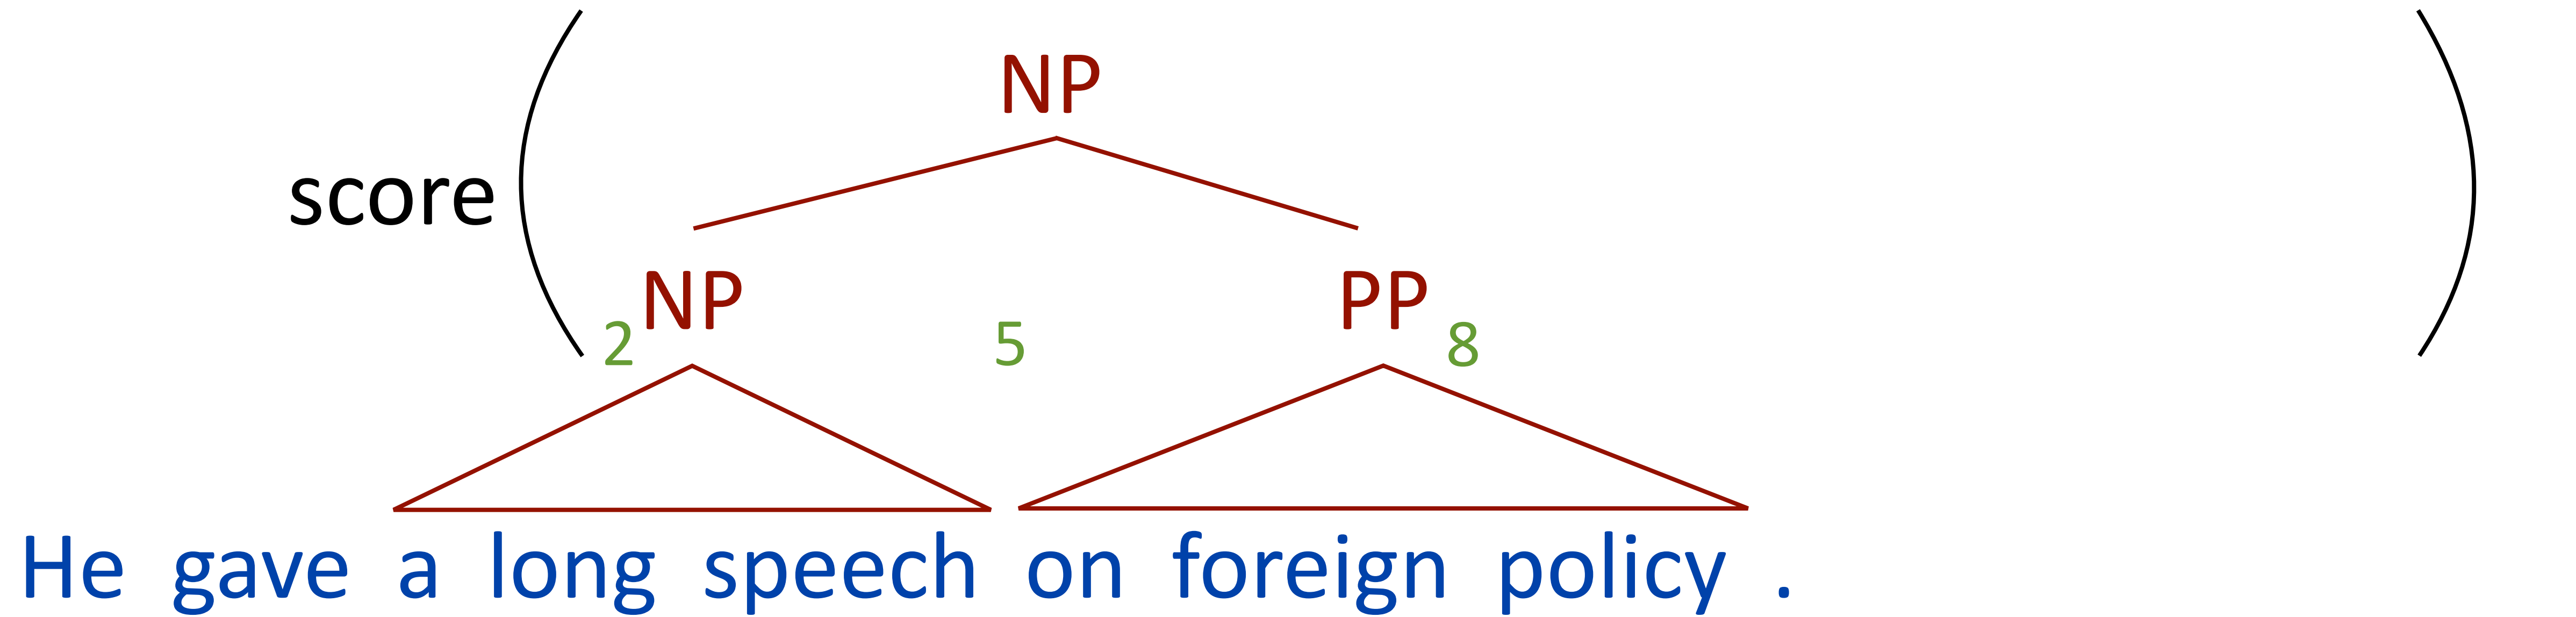 NP
score
NP PP
2 5 8
He gave a long speech on foreign policy .